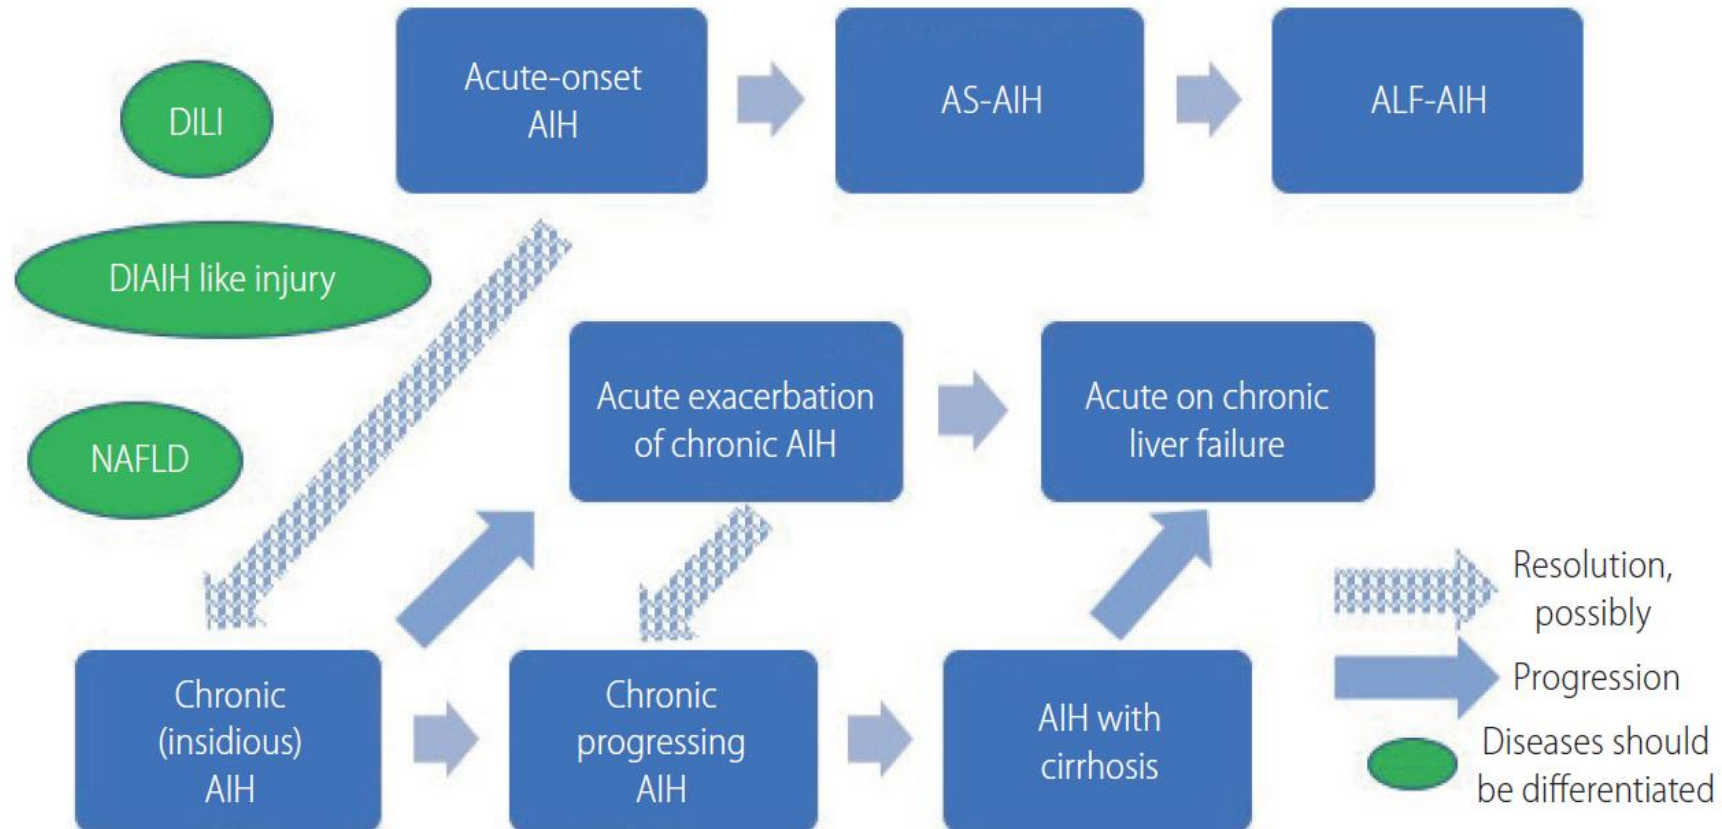 Acute-onset
AIH
AS-AIH
ALF-AIH
DILI
DIAIH like injury
NAFLD
Acute exacerbation
of chronic AIH
Acute on chronic
liver failure
Chronic
(insidious)
AIH
Chronic
progressing
AIH
AIH with
cirrhosis
Resolution,
possibly
Progression
Diseases should
be differentiated